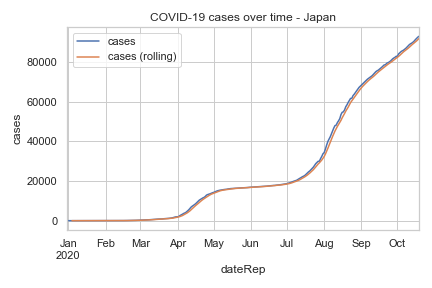 COVID-19 cases over time - Japan
cases
cases (rolling)
80000
60000
40000
20000
0
cases
Jan Feb Mar Apr May Jun Jul Aug Sep Oct
2020
dateRep